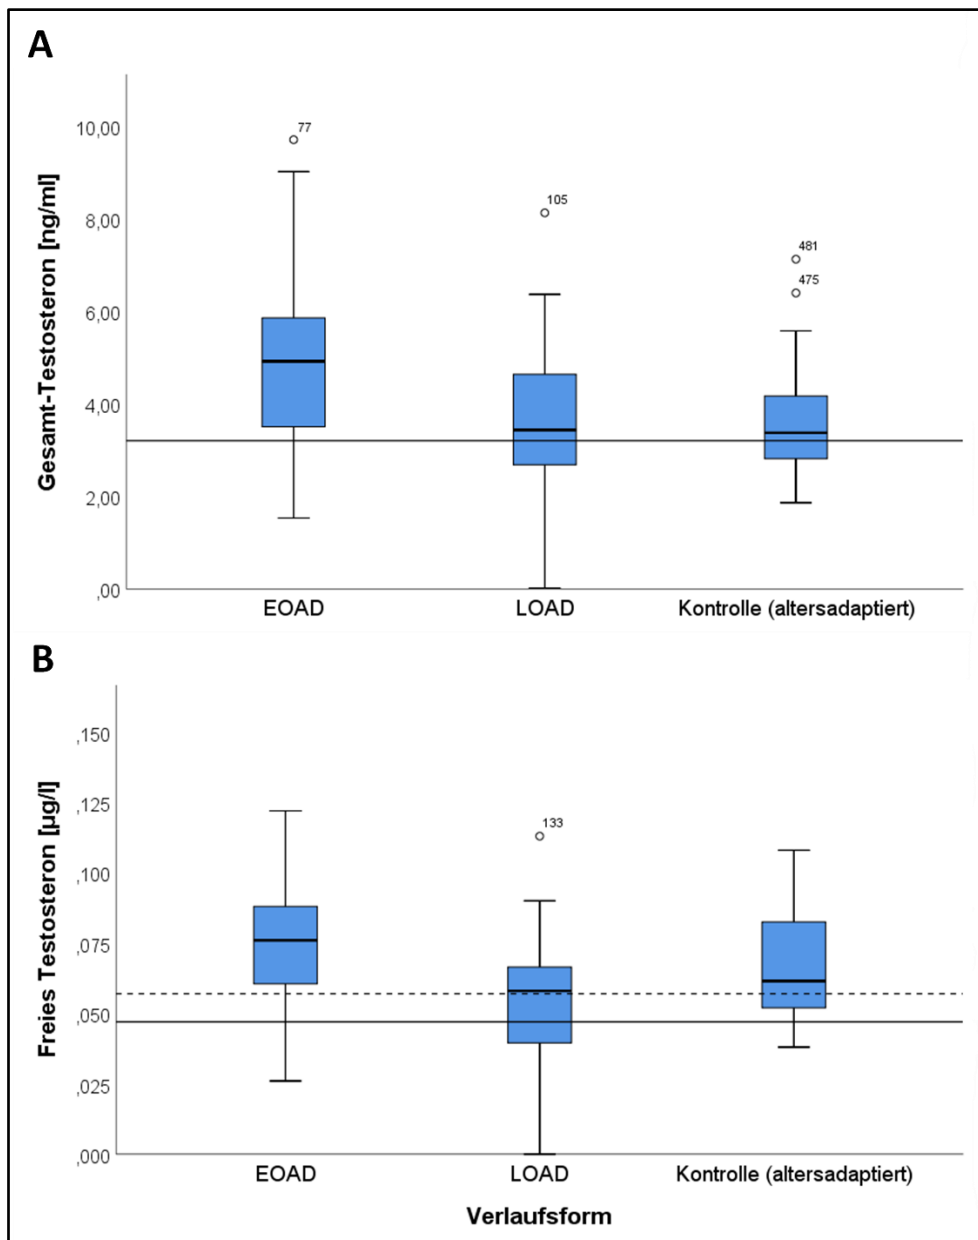 A
Gesamt-Testosteron [ng/ml]
10,00
8,00
6,00
4,00
2,00
,00
77
105
481
475
EOAD
LOAD
Kontrolle (altersadaptiert)
B
Freies Testosteron [µg/l]
,150
,125
,100
,075
,050
,025
,000
133
EOAD
LOAD
Kontrolle (altersadaptiert)
Verlaufsform